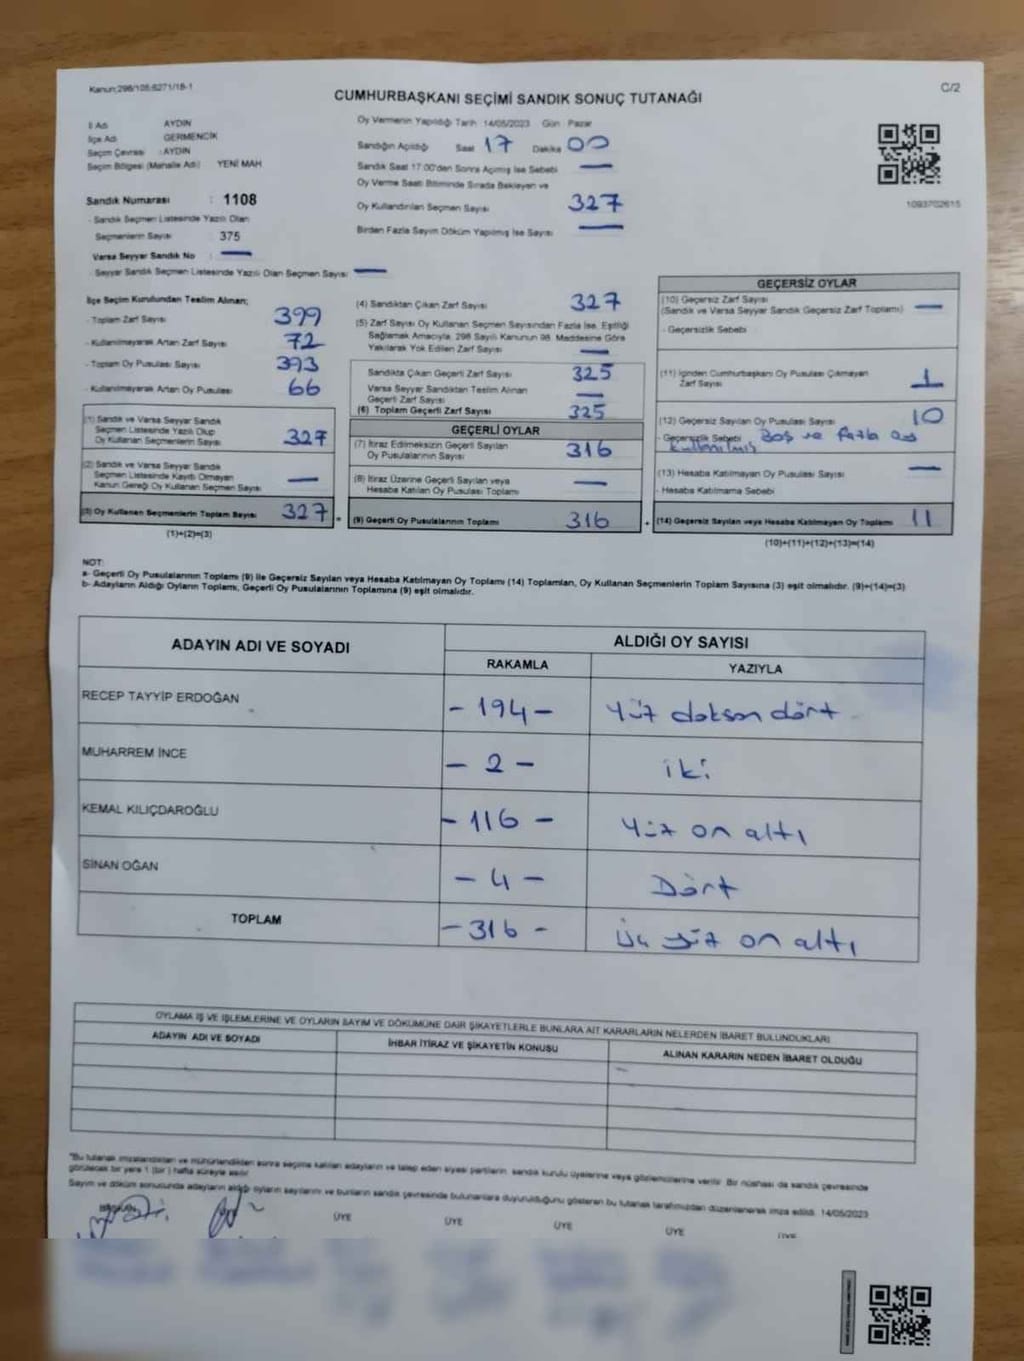 Kanun:298/105;6271/18-1
C/2
CUMHURBAŞKANI SEÇİMİ SANDIK SONUÇ TUTANAĞI
İl Adı AYDIN
İlçe Adı GERMENCİK
Seçim Çevresi : AYDIN
Seçim Bölgesi (Mahalle Adı) YENİ MAH
Sandık Numarası : 1108
- Sandık Seçmen Listesinde Yazılı Olan
Seçmenlerin Sayısı : 375
Varsa Seyyar Sandık No : —
- Seyyar Sandık Seçmen Listesinde Yazılı Olan Seçmen Sayısı: —
Oy Vermenin Yapıldığı Tarih : 14/05/2023 Gün : Pazar
Sandığın Açıldığı Saat 17 Dakika 00
Sandık Saat 17.00'den Sonra Açılmış İse Sebebi —
Oy Verme Saati Bitiminde Sırada Bekleyen ve
Oy Kullandırılan Seçmen Sayısı 327
Birden Fazla Sayım Döküm Yapılmış İse Sayısı —
1093702615
İlçe Seçim Kurulundan Teslim Alınan;
- Toplam Zarf Sayısı 399
- Kullanılmayarak Artan Zarf Sayısı 72
- Toplam Oy Pusulası Sayısı 393
- Kullanılmayarak Artan Oy Pusulası 66
(1) Sandık ve Varsa Seyyar Sandık
Seçmen Listesinde Yazılı Olup
Oy Kullanan Seçmenlerin Sayısı 327
(2) Sandık ve Varsa Seyyar Sandık
Seçmen Listesinde Kayıtlı Olmayan
Kanun Gereği Oy Kullanan Seçmen Sayısı —
(3) Oy Kullanan Seçmenlerin Toplam Sayısı 327
(1)+(2)=(3)
(4) Sandıktan Çıkan Zarf Sayısı 327
(5) Zarf Sayısı Oy Kullanan Seçmen Sayısından Fazla İse, Eşitliği
Sağlamak Amacıyla, 298 Sayılı Kanunun 98. Maddesine Göre
Yakılarak Yok Edilen Zarf Sayısı —
Sandıkta Çıkan Geçerli Zarf Sayısı 325
Varsa Seyyar Sandıktan Teslim Alınan
Geçerli Zarf Sayısı —
(6) Toplam Geçerli Zarf Sayısı 325
GEÇERLİ OYLAR
(7) İtiraz Edilmeksizin Geçerli Sayılan
Oy Pusulalarının Sayısı 316
(8) İtiraz Üzerine Geçerli Sayılan veya
Hesaba Katılan Oy Pusulası Toplamı —
(9) Geçerli Oy Pusulalarının Toplamı 316
GEÇERSİZ OYLAR
(10) Geçersiz Zarf Sayısı
(Sandık ve Varsa Seyyar Sandık Geçersiz Zarf Toplamı) —
- Geçersizlik Sebebi
(11) İçinden Cumhurbaşkanı Oy Pusulası Çıkmayan
Zarf Sayısı 1
(12) Geçersiz Sayılan Oy Pusulası Sayısı 10
- Geçersizlik Sebebi Boş ve fazla oy
kullanılmış
(13) Hesaba Katılmayan Oy Pusulası Sayısı —
- Hesaba Katılmama Sebebi
(14) Geçersiz Sayılan veya Hesaba Katılmayan Oy Toplamı 11
(10)+(11)+(12)+(13)=(14)
NOT:
a- Geçerli Oy Pusulalarının Toplamı (9) ile Geçersiz Sayılan veya Hesaba Katılmayan Oy Toplamı (14) Toplamları, Oy Kullanan Seçmenlerin Toplam Sayısına (3) eşit olmalıdır. (9)+(14)=(3)
b- Adayların Aldığı Oyların Toplamı, Geçerli Oy Pusulalarının Toplamına (9) eşit olmalıdır.
ADAYIN ADI VE SOYADI ALDIĞI OY SAYISI
RAKAMLA YAZIYLA
RECEP TAYYİP ERDOĞAN - 194 - Yüz doksan dört
MUHARREM İNCE - 2 - iki
KEMAL KILIÇDAROĞLU - 116 - Yüz on altı
SİNAN OĞAN - 4 - Dört
TOPLAM - 316 - Üç yüz on altı
OYLAMA İŞ VE İŞLEMLERİNE VE OYLARIN SAYIM VE DÖKÜMÜNE DAİR ŞİKAYETLERLE BUNLARA AİT KARARLARIN NELERDEN İBARET BULUNDUKLARI
ADAYIN ADI VE SOYADI İHBAR İTİRAZ VE ŞİKAYETİN KONUSU ALINAN KARARIN NEDEN İBARET OLDUĞU
"Bu tutanak imzalandıktan ve mühürlendikten sonra seçime katılan adayların ve talep eden siyasi partilerin, sandık kurulu üyelerine veya gözlemcilerine verilir. Bir nüshası da sandık çevresinde
görülecek bir yere 1 (bir) hafta süreyle asılır.
Sayım ve döküm sonucunda adayların aldığı oyların sayılarını ve bunların sandık çevresinde bulunanlara duyurulduğunu gösteren bu tutanak tarafımızdan düzenlenerek imza edildi. 14/05/2023
BAŞKAN ÜYE ÜYE ÜYE ÜYE ÜYE